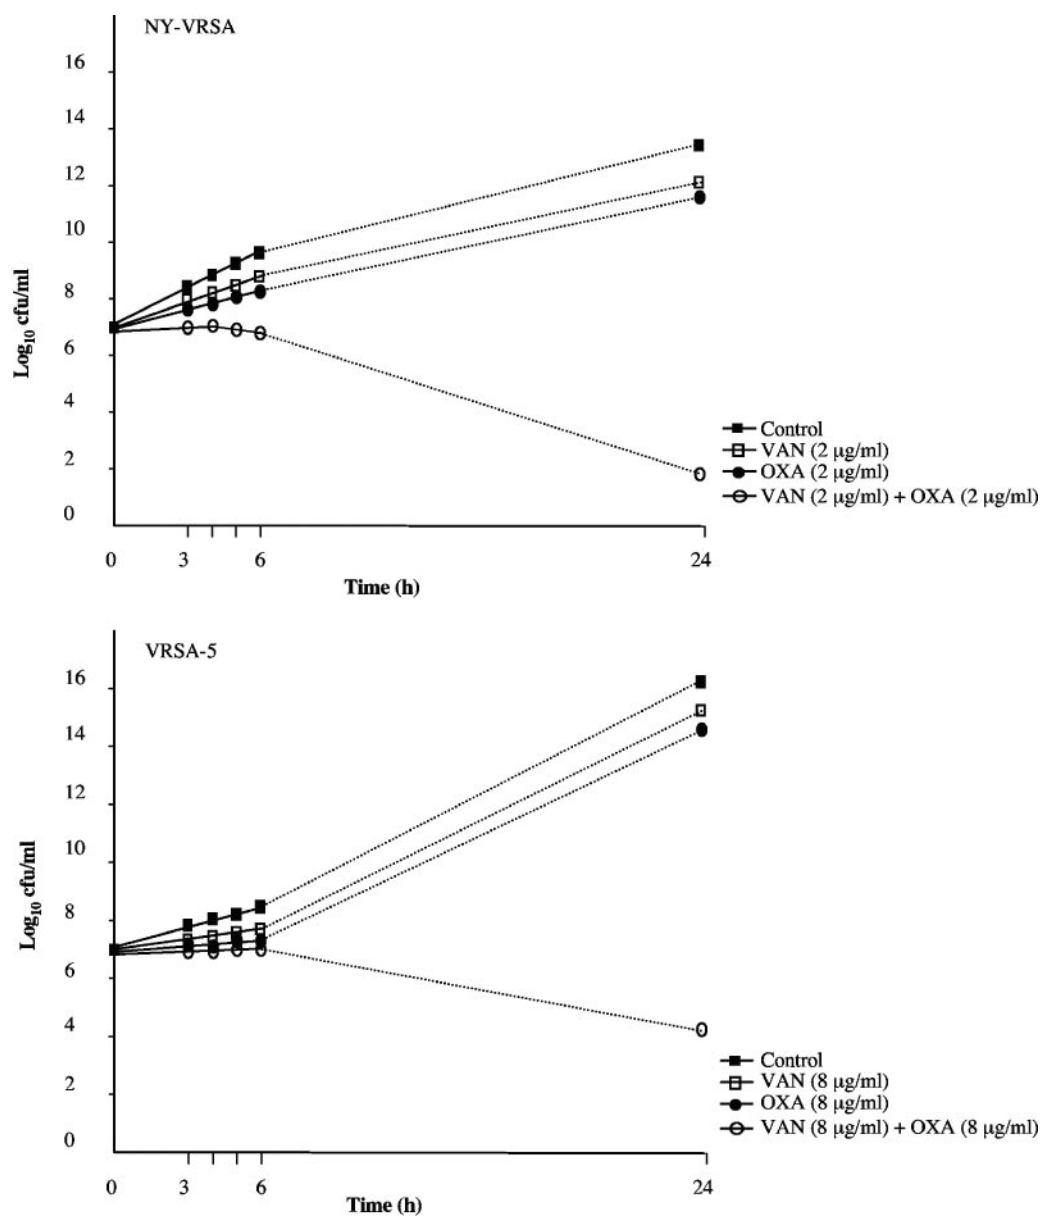 NY-VRSA
16
14
12
10
8
6
4
2
0
Log10 cfu/ml
0 3 6 24
Time (h)
Control
VAN (2 µg/ml)
OXA (2 µg/ml)
VAN (2 µg/ml) + OXA (2 µg/ml)
VRSA-5
16
14
12
10
8
6
4
2
0
Log10 cfu/ml
0 3 6 24
Time (h)
Control
VAN (8 µg/ml)
OXA (8 µg/ml)
VAN (8 µg/ml) + OXA (8 µg/ml)